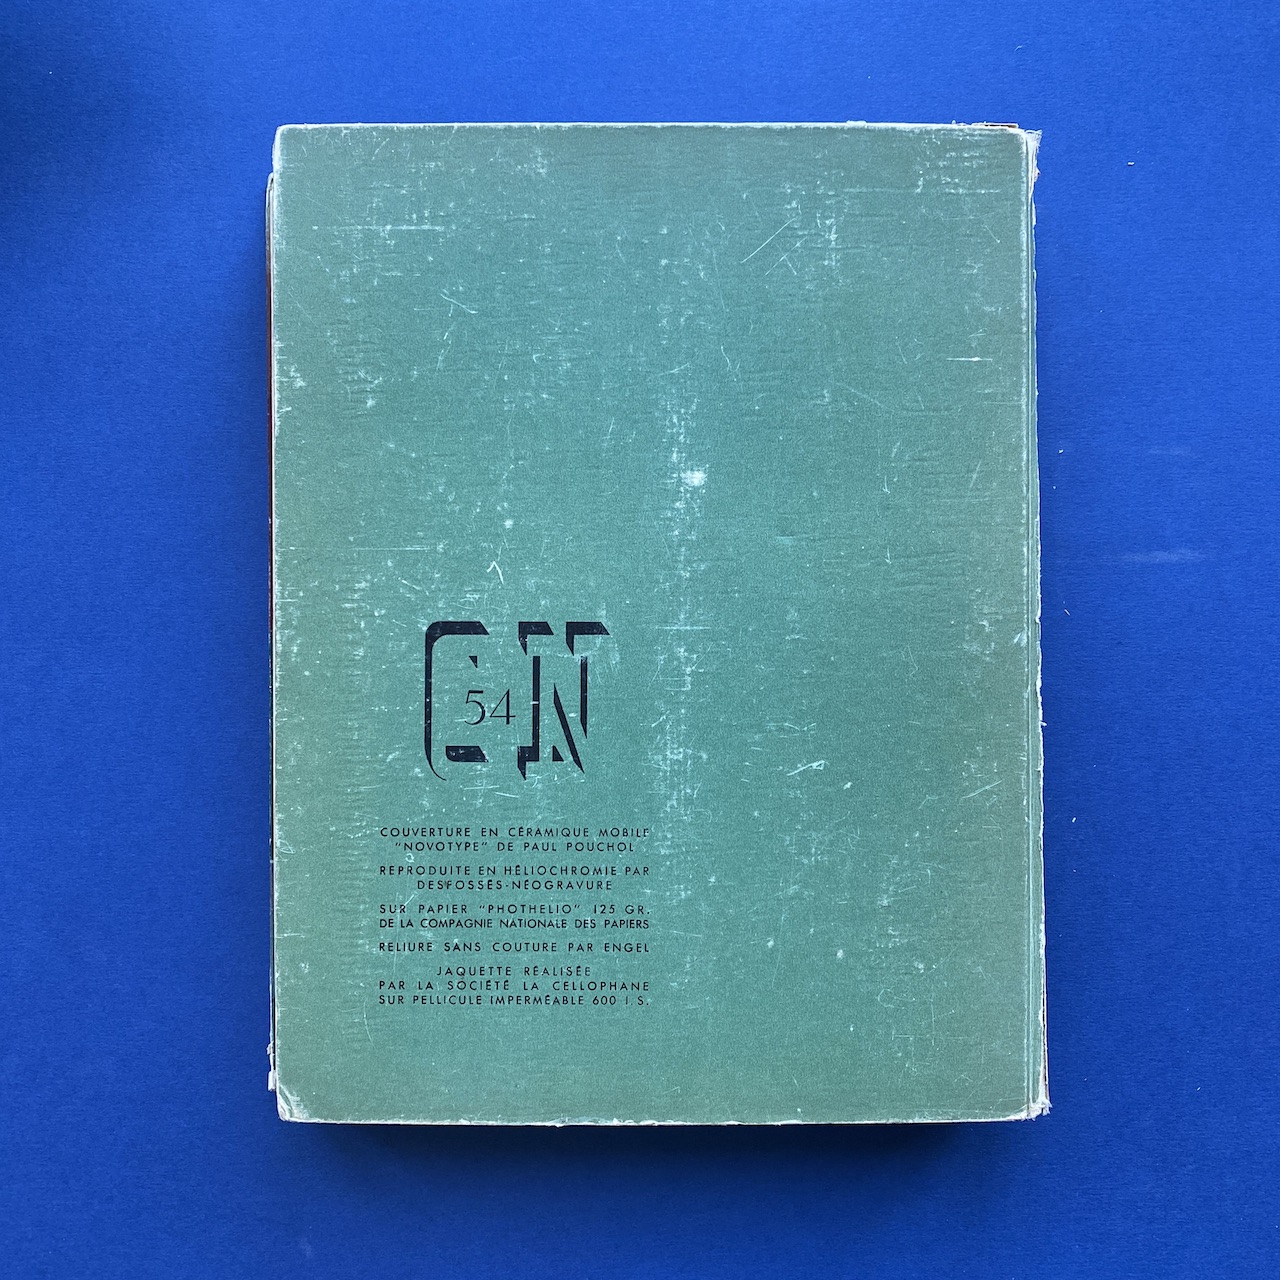 CN
54
COUVERTURE EN CÉRAMIQUE MOBILE
"NOVOTYPE" DE PAUL POUCHOL
REPRODUITE EN HÉLIOCHROMIE PAR
DESFOSSÉS-NÉOGRAVURE
SUR PAPIER "PHOTHELIO" 125 GR.
DE LA COMPAGNIE NATIONALE DES PAPIERS
RELIURE SANS COUTURE PAR ENGEL
JAQUETTE RÉALISÉE
PAR LA SOCIÉTÉ LA CELLOPHANE
SUR PELLICULE IMPERMÉABLE 600 I.S.